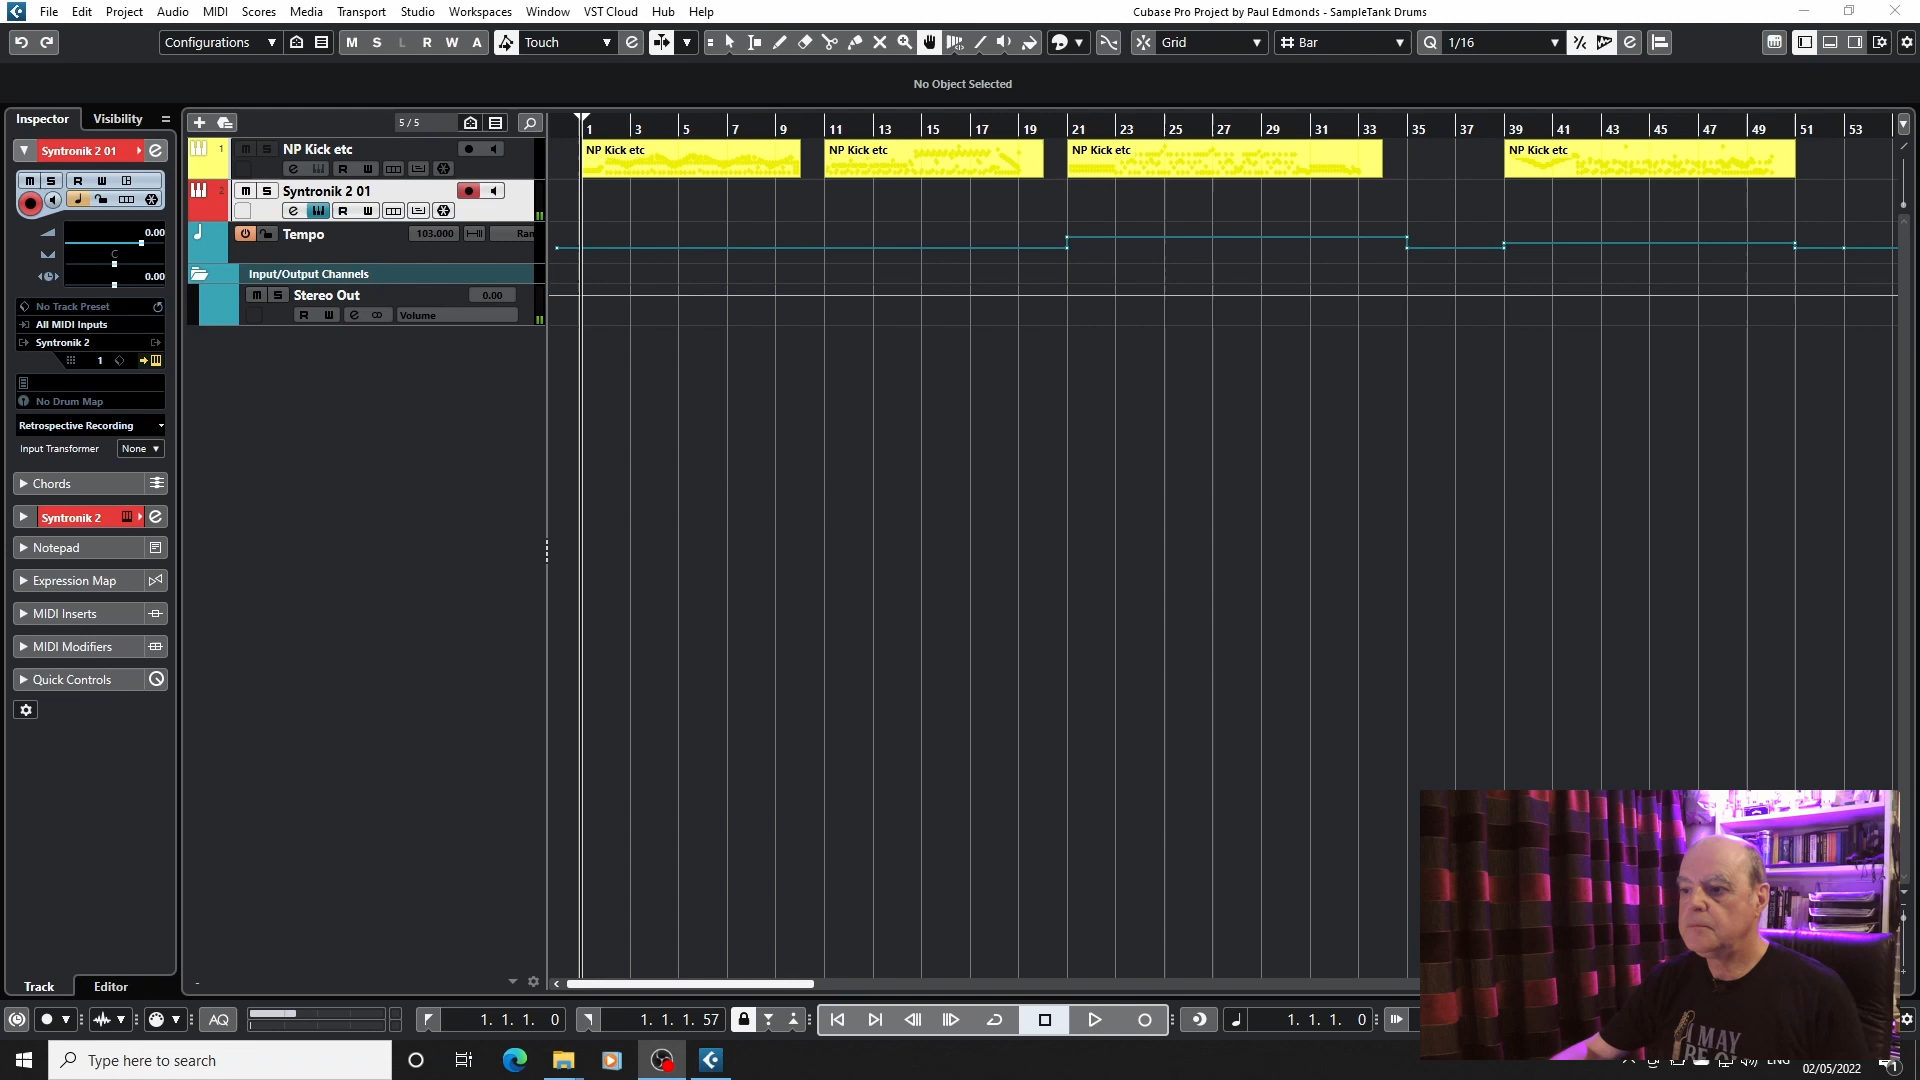 File Edit Project Audio MIDI Scores Media Transport Studio Workspaces Window VST Cloud Hub Help
Cubase Pro Project by Paul Edmonds - SampleTank Drums
Configurations M S L R W A Touch Grid Bar Q 1/16
No Object Selected
Inspector Visibility
5 / 5
1 3 5 7 9 11 13 15 17 19 21 23 25 27 29 31 33 35 37 39 41 43 45 47 49 51 53
Syntronik 2 01
m S R W
0.00
C
0.00
No Track Preset
All MIDI Inputs
Syntronik 2
1
No Drum Map
Retrospective Recording
Input Transformer None
Chords
Syntronik 2
Notepad
Expression Map
MIDI Inserts
MIDI Modifiers
Quick Controls
1 m S NP Kick etc
e R W
2 m S Syntronik 2 01
e R W
Tempo 103.000 Ran
Input/Output Channels
m S Stereo Out 0.00
R W e Volume
NP Kick etc
NP Kick etc
NP Kick etc
NP Kick etc
Track Editor
AQ 1. 1. 1. 0 1. 1. 1. 57 1. 1. 1. 0
I MAY
Type here to search
ENG
02/05/2022
1